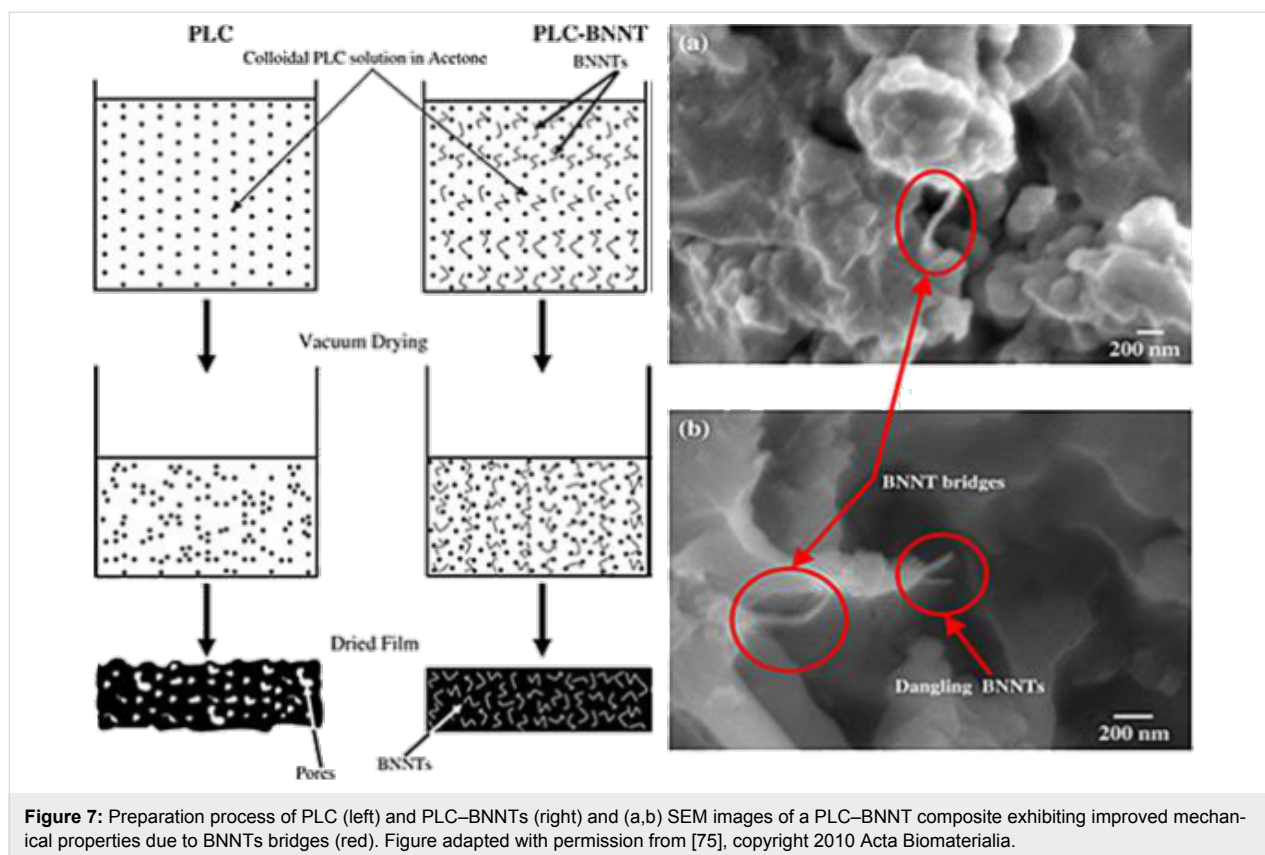 PLC
PLC-BNNT
Colloidal PLC solution in Acetone
BNNTs
Vacuum Drying
Dried Film
Pores
BNNTs
(a)
200 nm
(b)
BNNT bridges
Dangling BNNTs
200 nm
Figure 7: Preparation process of PLC (left) and PLC–BNNTs (right) and (a,b) SEM images of a PLC–BNNT composite exhibiting improved mechan-
ical properties due to BNNTs bridges (red). Figure adapted with permission from [75], copyright 2010 Acta Biomaterialia.